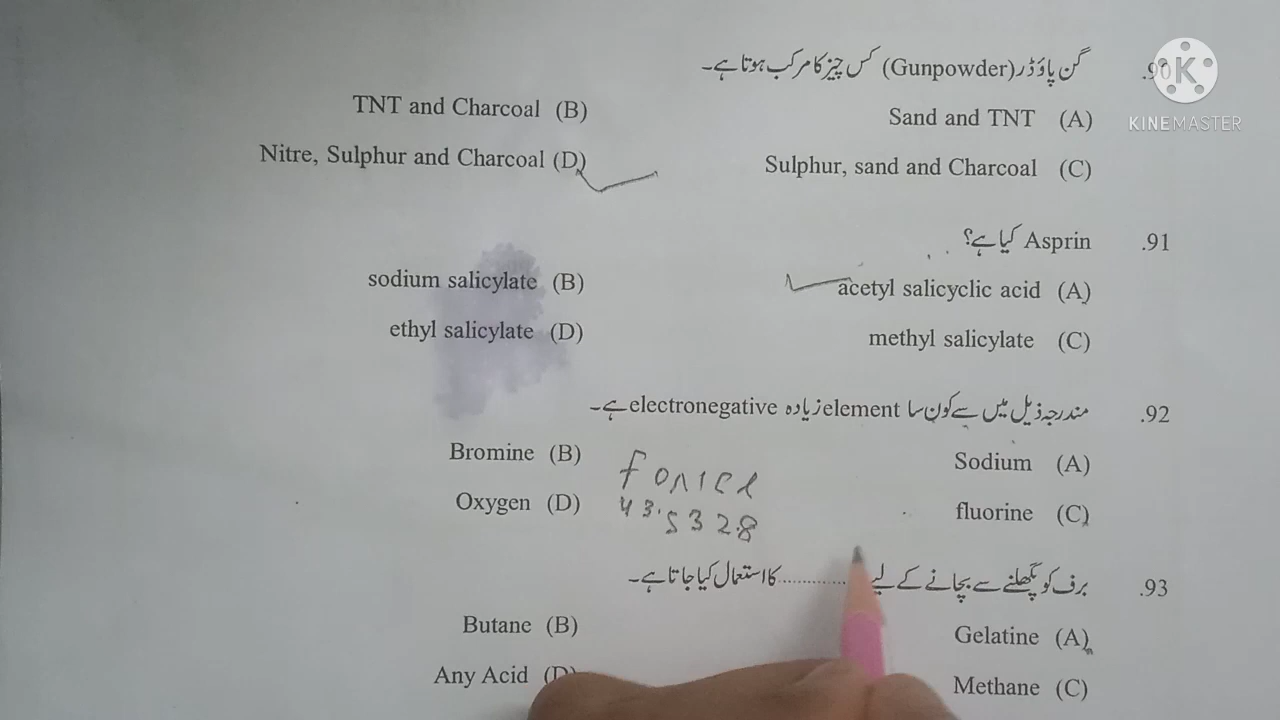 90. گن پاؤڈر (Gunpowder) کس چیز کا مرکب ہوتا ہے۔
KINEMASTER
(A) Sand and TNT (B) TNT and Charcoal
(C) Sulphur, sand and Charcoal (D) Nitre, Sulphur and Charcoal
91. Asprin کیا ہے؟
(A) acetyl salicyclic acid (B) sodium salicylate
(C) methyl salicylate (D) ethyl salicylate
92. مندرجہ ذیل میں سے کون سا element زیادہ electronegative ہے۔
(A) Sodium (B) Bromine
(C) fluorine (D) Oxygen
93. برف کو پگھلنے سے بچانے کے لیے ............ کا استعمال کیا جاتا ہے۔
(A) Gelatine (B) Butane
(C) Methane (D) Any Acid